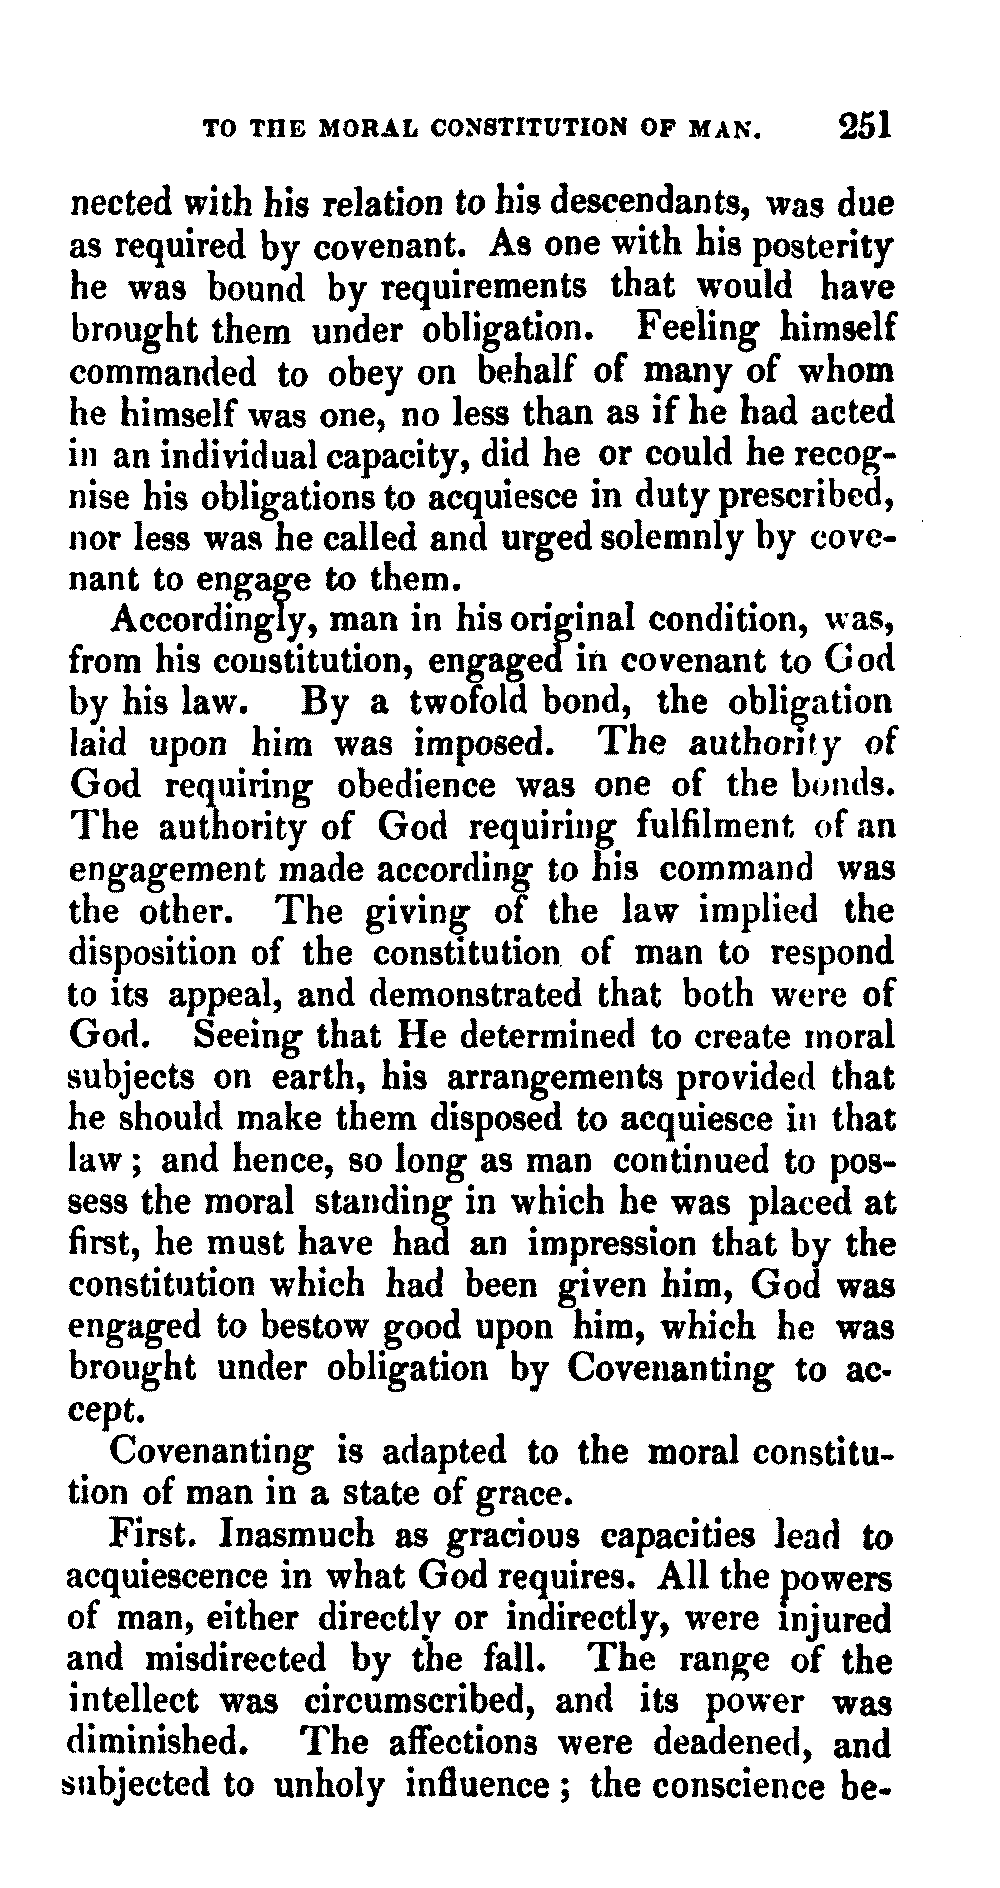 TO THE MORAL CONSTITUTION OF MAN. 251
nected with his relation to his descendants, was due
as required by covenant. As one with his posterity
he was bound by requirements that would have
brought them under obligation. Feeling himself
commanded to obey on behalf of many of whom
he himself was one, no less than as if he had acted
in an individual capacity, did he or could he recog-
nise his obligations to acquiesce in duty prescribed,
nor less was he called and urged solemnly by cove-
nant to engage to them.
Accordingly, man in his original condition, was,
from his constitution, engaged in covenant to God
by his law. By a twofold bond, the obligation
laid upon him was imposed. The authority of
God requiring obedience was one of the bonds.
The authority of God requiring fulfilment of an
engagement made according to his command was
the other. The giving of the law implied the
disposition of the constitution of man to respond
to its appeal, and demonstrated that both were of
God. Seeing that He determined to create moral
subjects on earth, his arrangements provided that
he should make them disposed to acquiesce in that
law; and hence, so long as man continued to pos-
sess the moral standing in which he was placed at
first, he must have had an impression that by the
constitution which had been given him, God was
engaged to bestow good upon him, which he was
brought under obligation by Covenanting to ac-
cept.
Covenanting is adapted to the moral constitu-
tion of man in a state of grace.
First. Inasmuch as gracious capacities lead to
acquiescence in what God requires. All the powers
of man, either directly or indirectly, were injured
and misdirected by the fall. The range of the
intellect was circumscribed, and its power was
diminished. The affections were deadened, and
subjected to unholy influence; the conscience be-